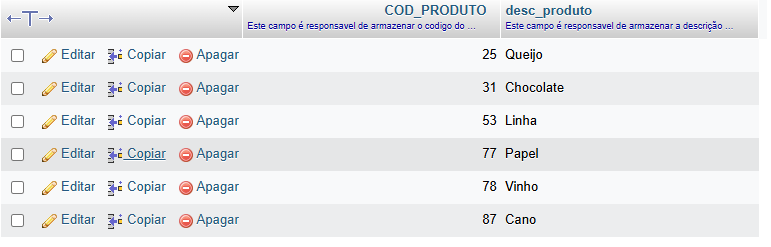 COD_PRODUTO desc_produto
Este campo é responsavel de armazenar o codigo do ... Este campo é responsavel de armazenar a descrição ...
Editar Copiar Apagar 25 Queijo
Editar Copiar Apagar 31 Chocolate
Editar Copiar Apagar 53 Linha
Editar Copiar Apagar 77 Papel
Editar Copiar Apagar 78 Vinho
Editar Copiar Apagar 87 Cano